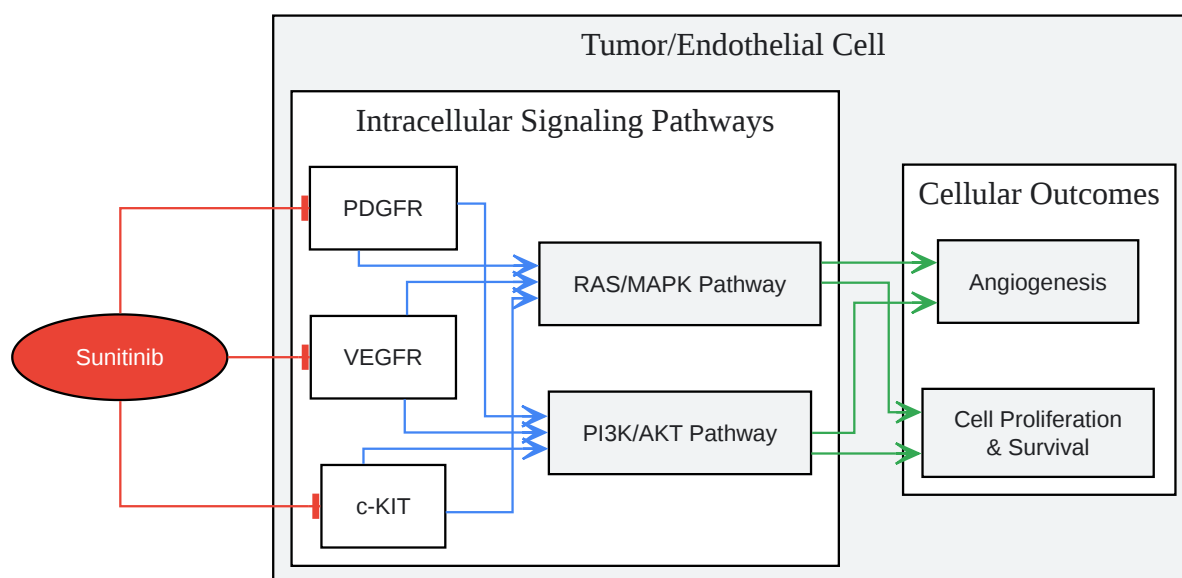 Tumor/Endothelial Cell
Intracellular Signaling Pathways
Cellular Outcomes
PDGFR
RAS/MAPK Pathway
Angiogenesis
Sunitinib
VEGFR
PI3K/AKT Pathway
Cell Proliferation
& Survival
c-KIT